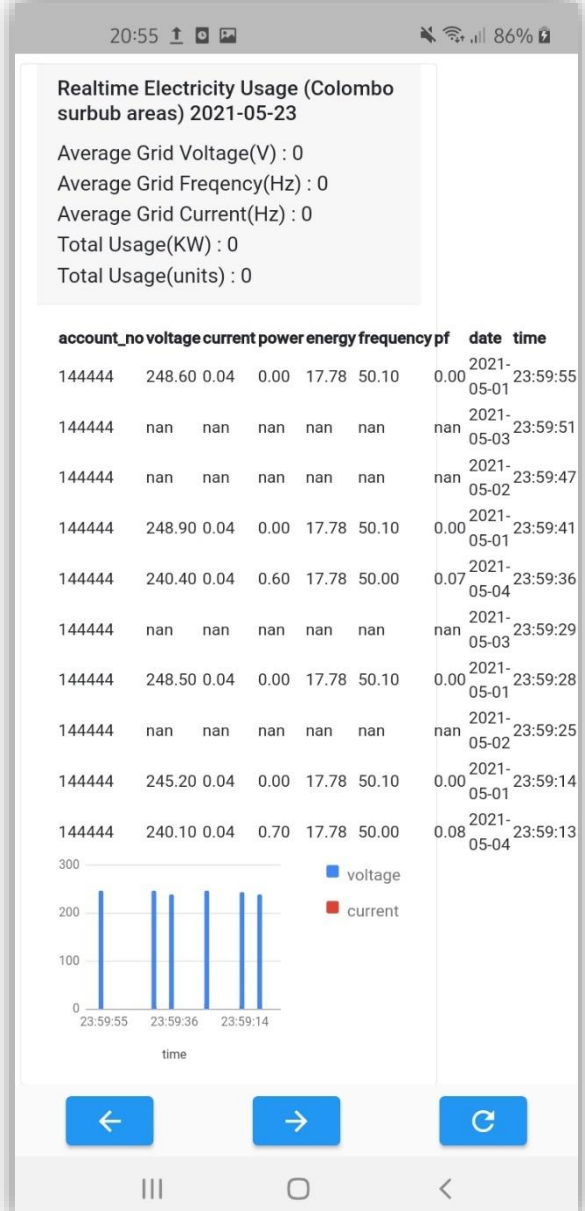 20:55 86%
Realtime Electricity Usage (Colombo
surbub areas) 2021-05-23
Average Grid Voltage(V) : 0
Average Grid Freqency(Hz) : 0
Average Grid Current(Hz) : 0
Total Usage(KW) : 0
Total Usage(units) : 0
account_no voltage current power energy frequency pf date time
144444 248.60 0.04 0.00 17.78 50.10 0.00 2021-05-01 23:59:55
144444 nan nan nan nan nan nan 2021-05-03 23:59:51
144444 nan nan nan nan nan nan 2021-05-02 23:59:47
144444 248.90 0.04 0.00 17.78 50.10 0.00 2021-05-01 23:59:41
144444 240.40 0.04 0.60 17.78 50.00 0.07 2021-05-04 23:59:36
144444 nan nan nan nan nan nan 2021-05-03 23:59:29
144444 248.50 0.04 0.00 17.78 50.10 0.00 2021-05-01 23:59:28
144444 nan nan nan nan nan nan 2021-05-02 23:59:25
144444 245.20 0.04 0.00 17.78 50.10 0.00 2021-05-01 23:59:14
144444 240.10 0.04 0.70 17.78 50.00 0.08 2021-05-04 23:59:13
300
voltage
200
current
100
0
23:59:55 23:59:36 23:59:14
time